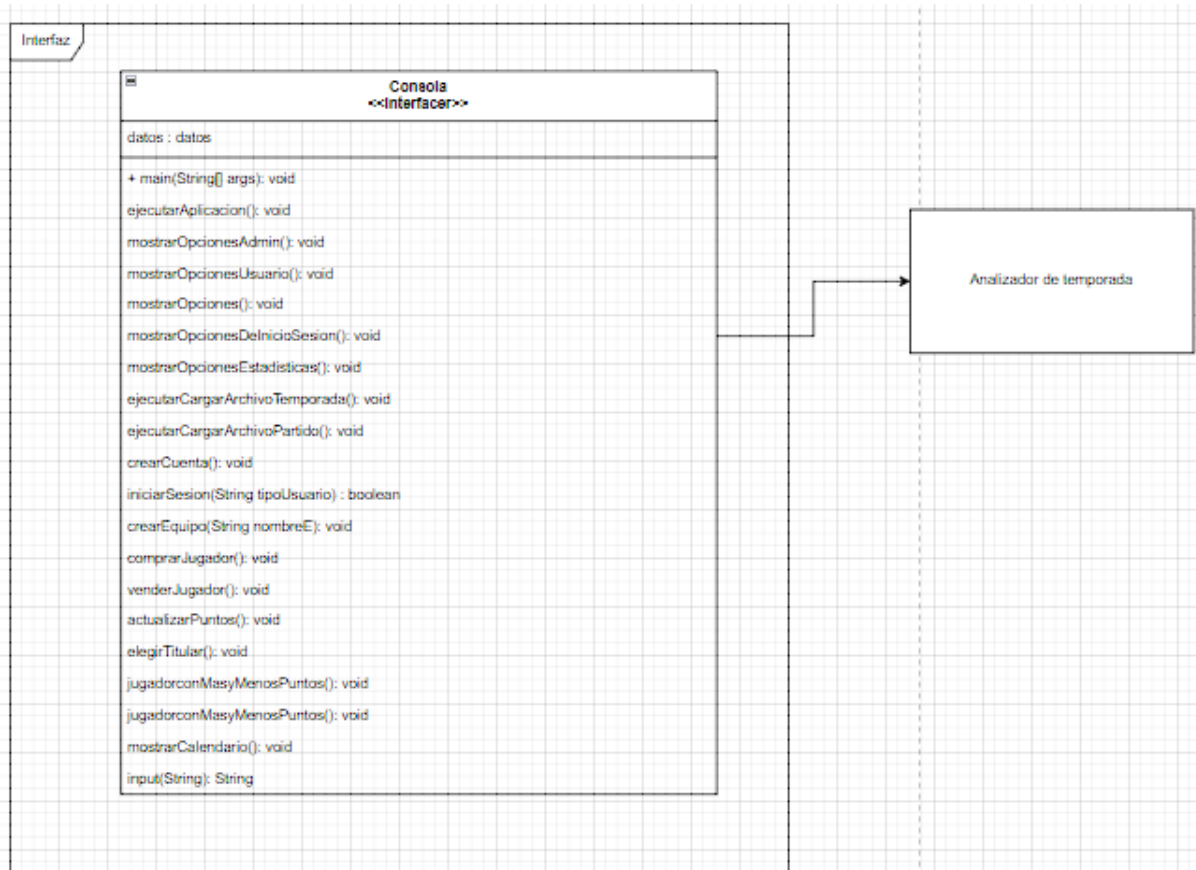 Interfaz
Consola
<<Interfacer>>
datos : datos
+ main(String[] args): void
ejecutarAplicacion(): void
mostrarOpcionesAdmin(): void
mostrarOpcionesUsuario(): void
mostrarOpciones(): void
mostrarOpcionesDeInicioSesion(): void
mostrarOpcionesEstadisticas(): void
ejecutarCargarArchivoTemporada(): void
ejecutarCargarArchivoPartido(): void
crearCuenta(): void
iniciarSesion(String tipoUsuario) : boolean
crearEquipo(String nombreE): void
comprarJugador(): void
venderJugador(): void
actualizarPuntos(): void
elegirTitular(): void
jugadorconMasyMenosPuntos(): void
jugadorconMasyMenosPuntos(): void
mostrarCalendario(): void
input(String): String
Analizador de temporada